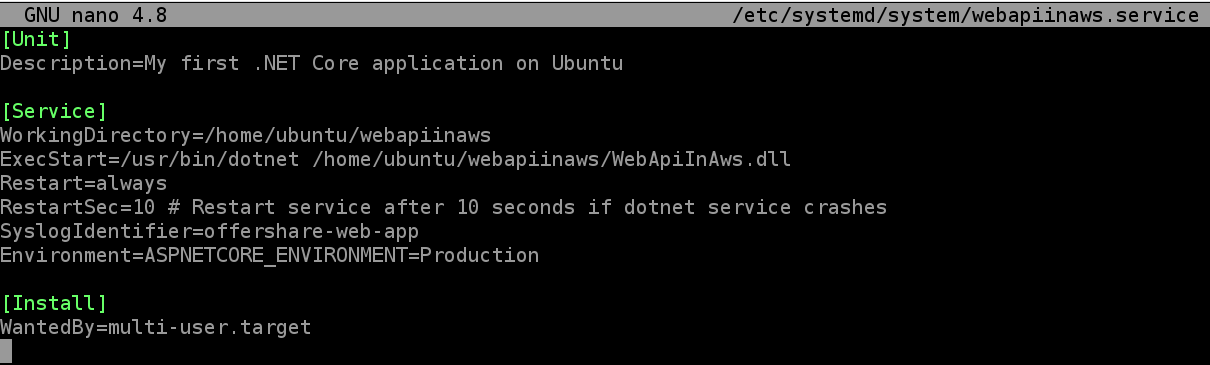 GNU nano 4.8 /etc/systemd/system/webapiinaws.service
[Unit]
Description=My first .NET Core application on Ubuntu
[Service]
WorkingDirectory=/home/ubuntu/webapiinaws
ExecStart=/usr/bin/dotnet /home/ubuntu/webapiinaws/WebApiInAws.dll
Restart=always
RestartSec=10 # Restart service after 10 seconds if dotnet service crashes
SyslogIdentifier=offershare-web-app
Environment=ASPNETCORE_ENVIRONMENT=Production
[Install]
WantedBy=multi-user.target